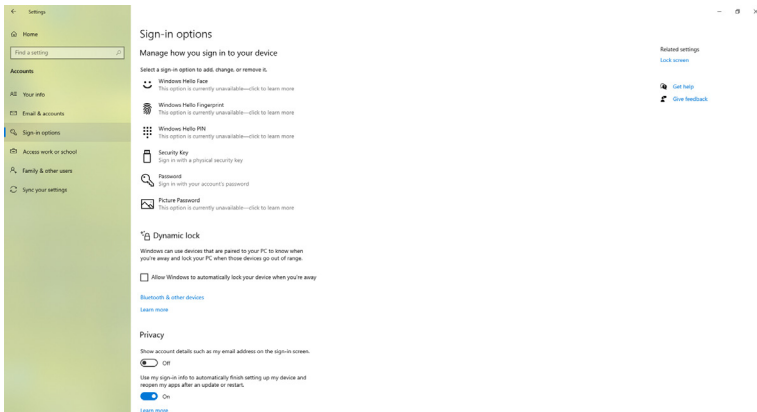 Settings
Home
Find a setting
Accounts
Your info
Email & accounts
Sign-in options
Access work or school
Family & other users
Sync your settings
Sign-in options
Manage how you sign in to your device
Select a sign-in option to add, change, or remove it.
Windows Hello Face
This option is currently unavailable—click to learn more
Windows Hello Fingerprint
This option is currently unavailable—click to learn more
Windows Hello PIN
This option is currently unavailable—click to learn more
Security Key
Sign in with a physical security key
Password
Sign in with your account's password
Picture Password
This option is currently unavailable—click to learn more
Dynamic lock
Windows can use devices that are paired to your PC to know when
you're away and lock your PC when those devices go out of range.
Allow Windows to automatically lock your device when you're away
Bluetooth & other devices
Learn more
Privacy
Show account details such as my email address on the sign-in screen.
Off
Use my sign-in info to automatically finish setting up my device and
reopen my apps after an update or restart.
On
Learn more
Related settings
Lock screen
Get help
Give feedback